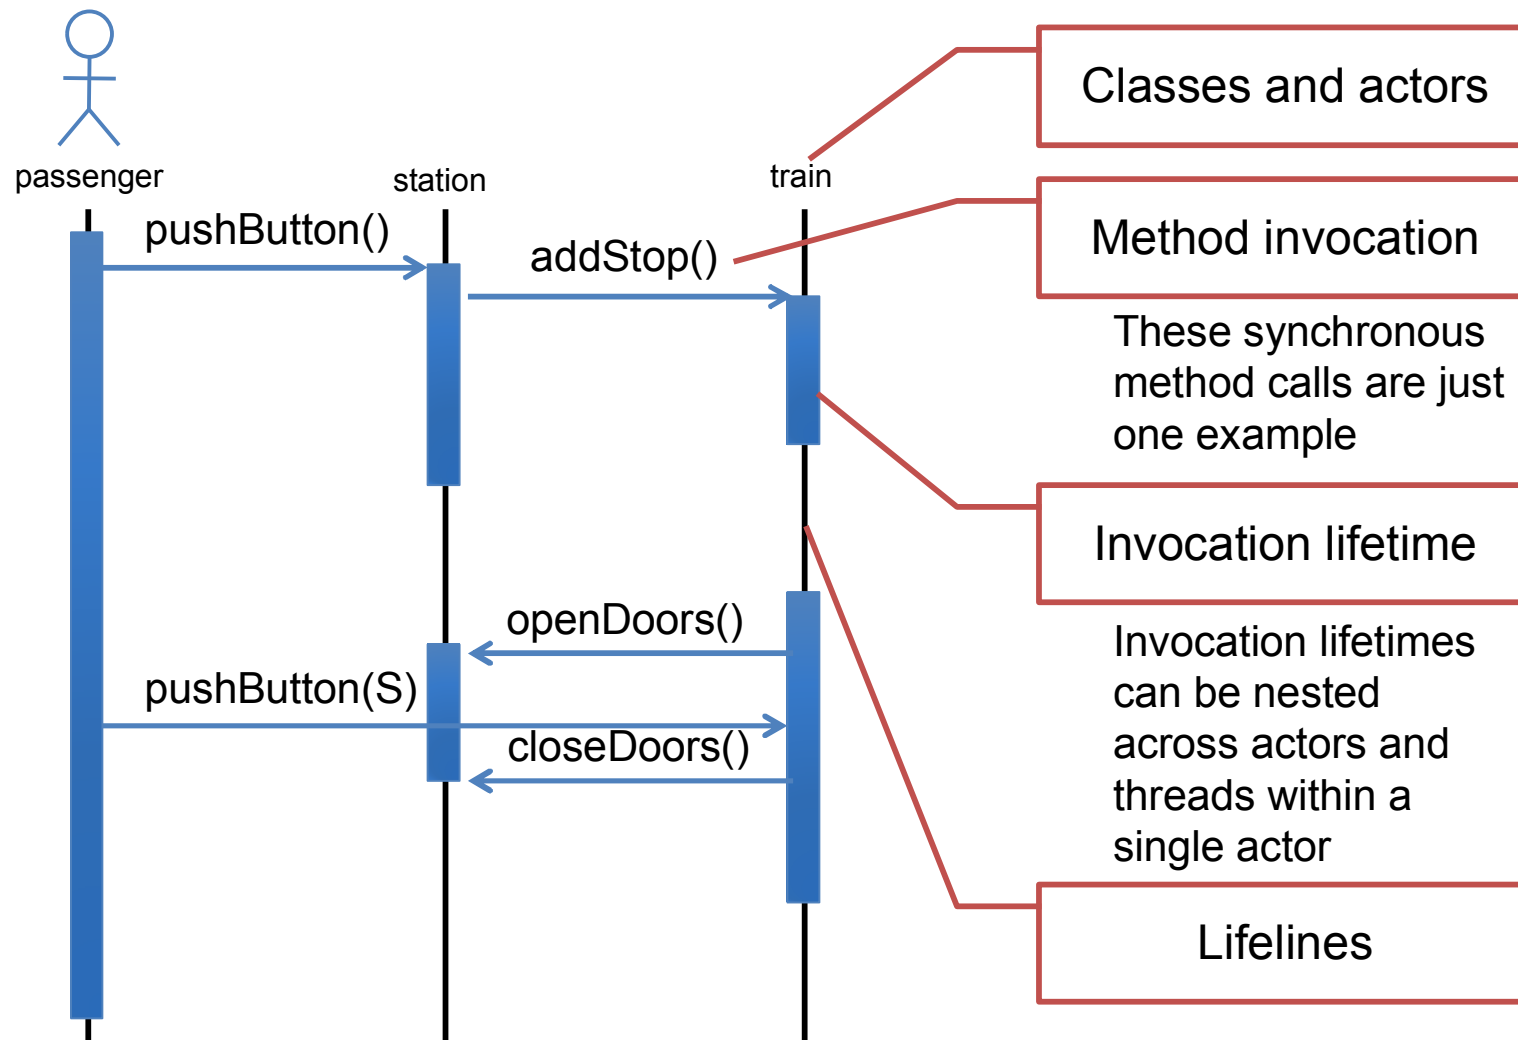 passenger
station
train
pushButton()
addStop()
openDoors()
pushButton(S)
closeDoors()
Classes and actors
Method invocation
These synchronous
method calls are just
one example
Invocation lifetime
Invocation lifetimes
can be nested
across actors and
threads within a
single actor
Lifelines